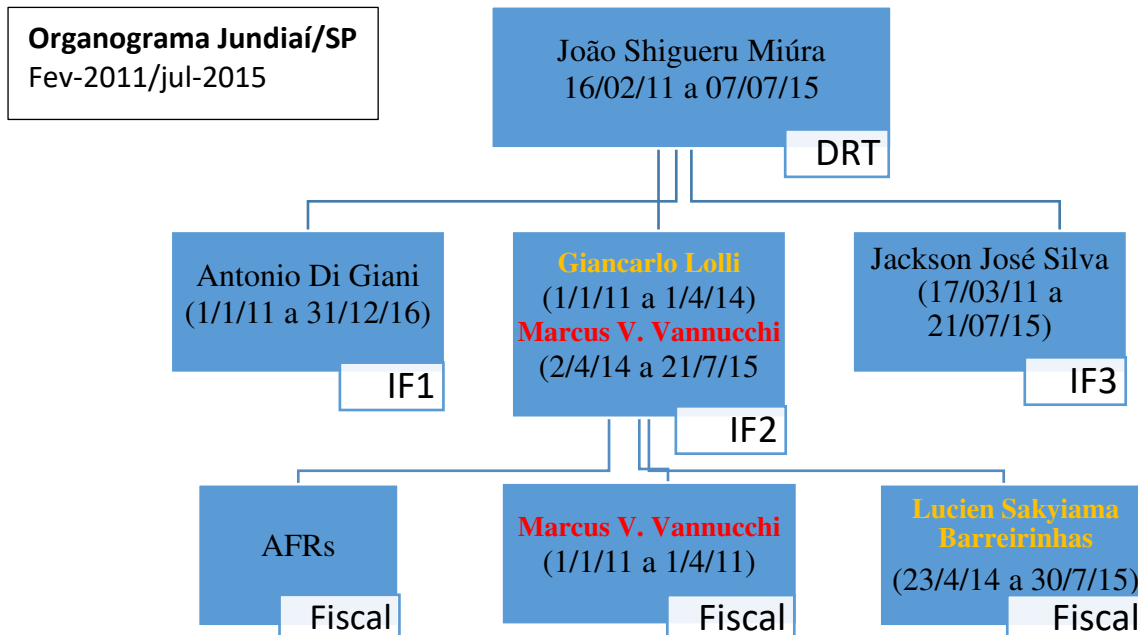 Organograma Jundiaí/SP
Fev-2011/jul-2015
João Shigueru Miúra
16/02/11 a 07/07/15
DRT
Antonio Di Giani
(1/1/11 a 31/12/16)
IF1
Giancarlo Lolli
(1/1/11 a 1/4/14)
Marcus V. Vannucchi
(2/4/14 a 21/7/15
IF2
Jackson José Silva
(17/03/11 a
21/07/15)
IF3
AFRs
Fiscal
Marcus V. Vannucchi
(1/1/11 a 1/4/11)
Fiscal
Lucien Sakyiama
Barreirinhas
(23/4/14 a 30/7/15)
Fiscal